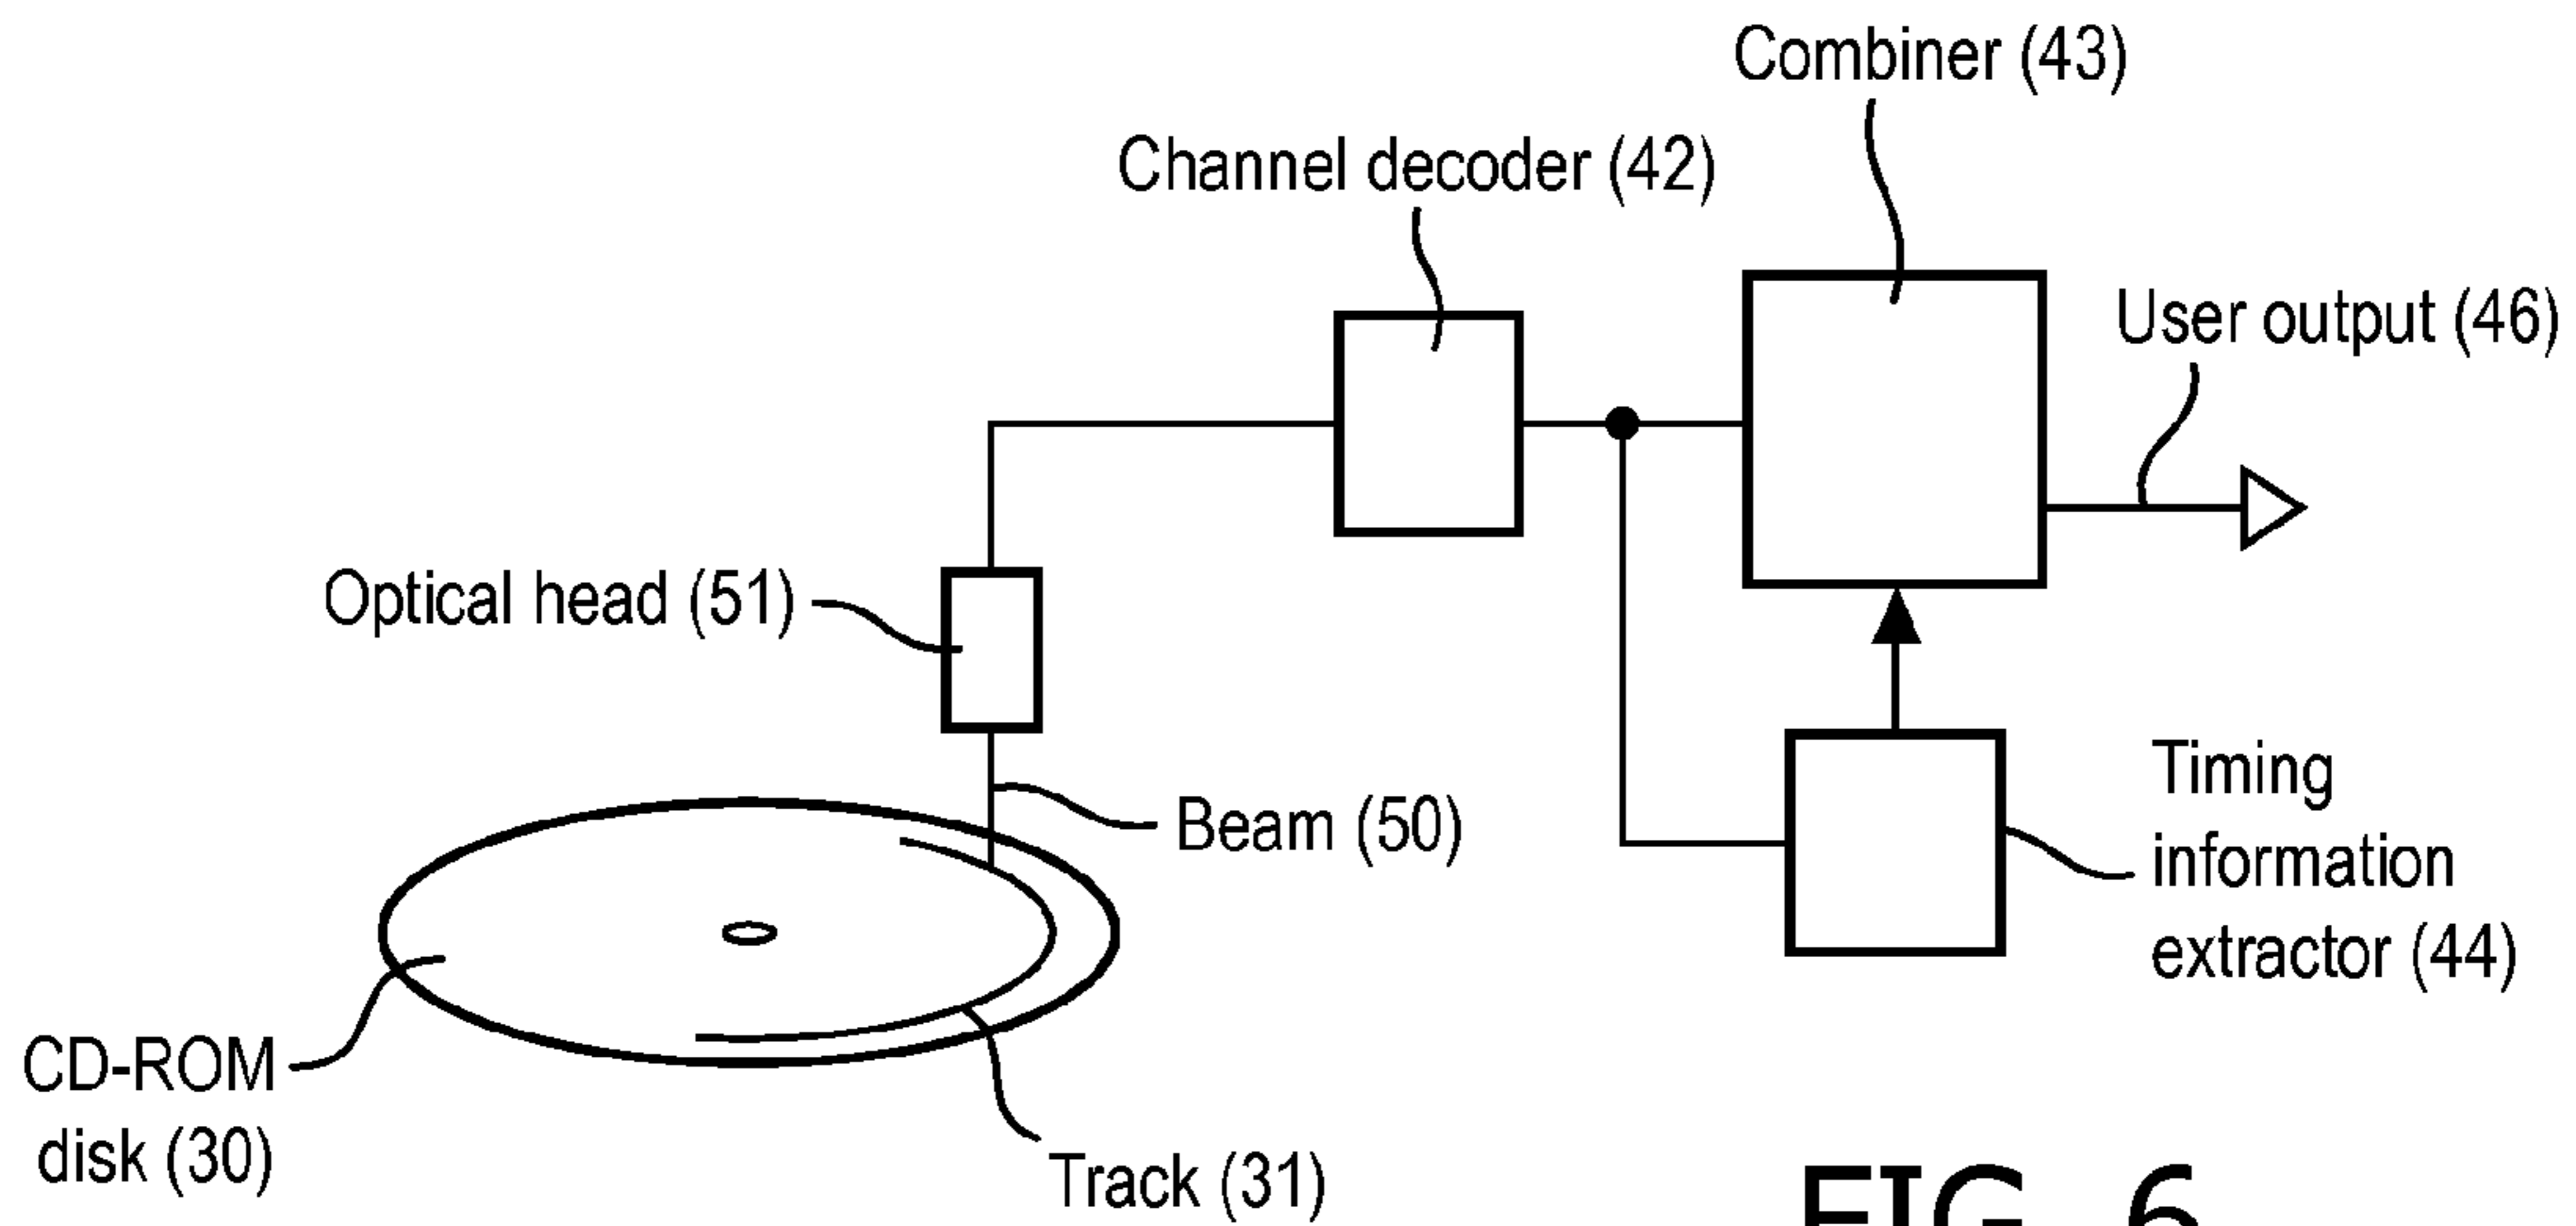 Combiner (43)
Channel decoder (42)
User output (46)
Optical head (51)
Timing
information
extractor (44)
Beam (50)
CD-ROM
disk (30)
Track (31)
FIG. 6